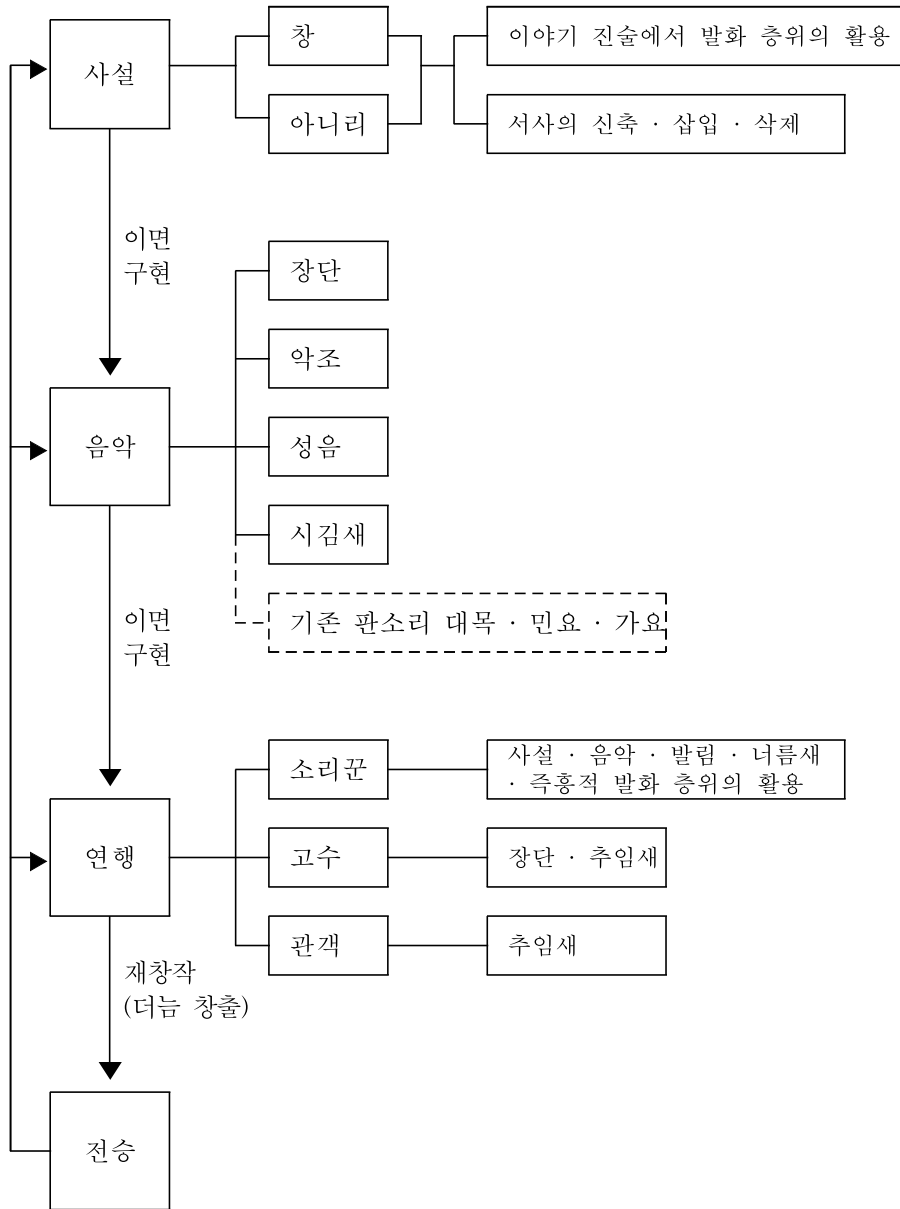 사설
창
아니리
이야기 진술에서 발화 층위의 활용
서사의 신축 · 삽입 · 삭제
이면
구현
음악
장단
악조
성음
시김새
기존 판소리 대목 · 민요 · 가요
이면
구현
연행
소리꾼
사설 · 음악 · 발림 · 너름새
· 즉흥적 발화 층위의 활용
고수
장단 · 추임새
관객
추임새
재창작
(더늠 창출)
전승